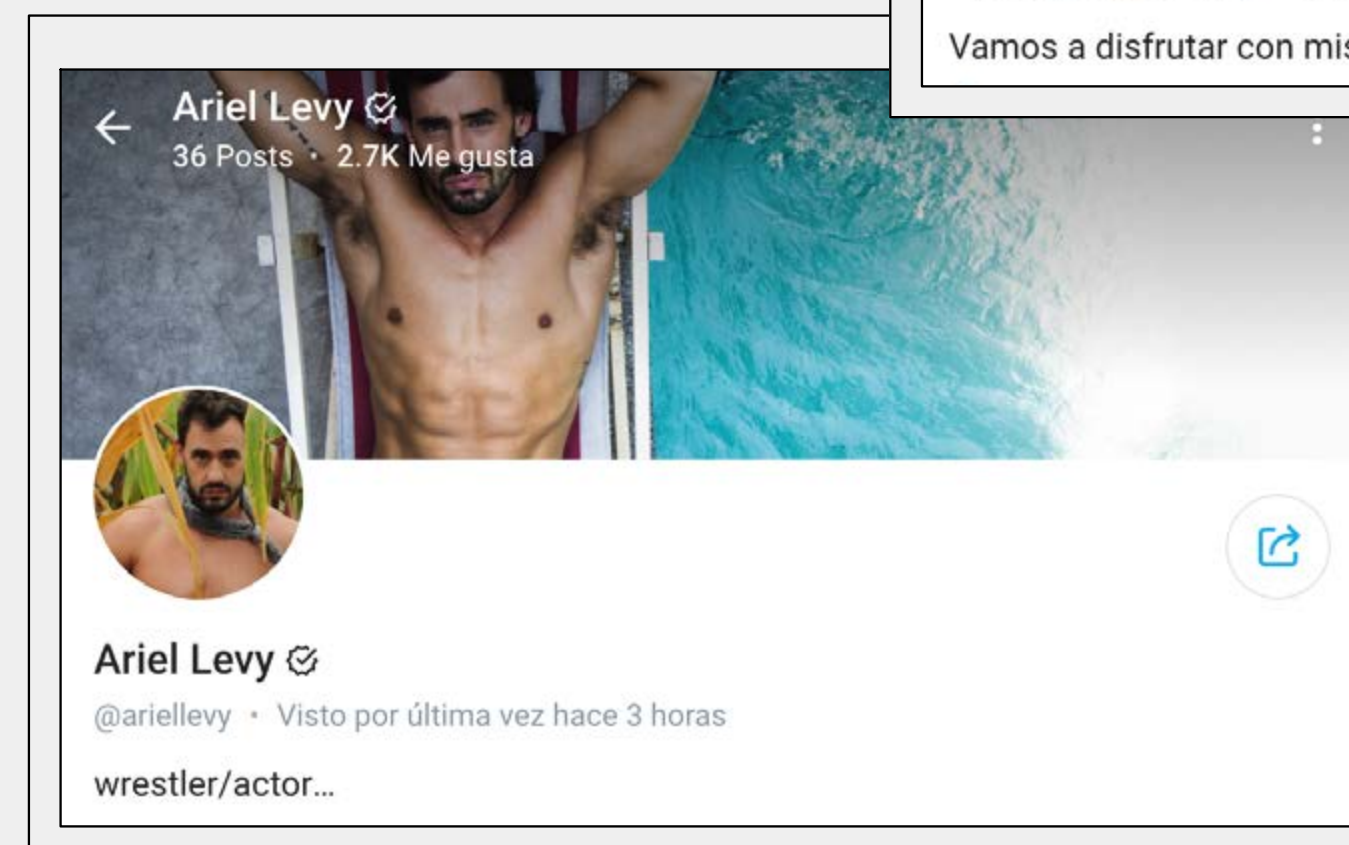 Vamos a disfrutar con mis
Ariel Levy
36 Posts · 2.7K Me gusta
Ariel Levy
@ariellevy · Visto por última vez hace 3 horas
wrestler/actor...